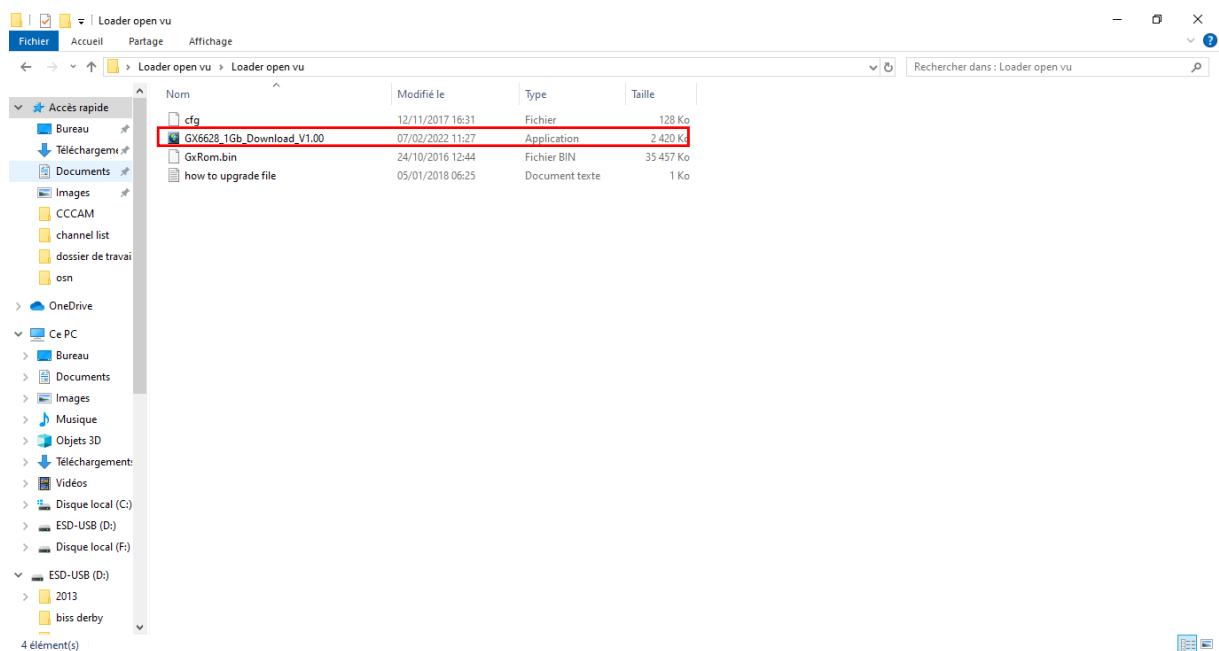 Loader open vu
Fichier Accueil Partage Affichage
Loader open vu › Loader open vu
Rechercher dans : Loader open vu
Nom Modifié le Type Taille
cfg 12/11/2017 16:31 Fichier 128 Ko
GX6628_1Gb_Download_V1.00 07/02/2022 11:27 Application 2 420 Ko
GxRom.bin 24/10/2016 12:44 Fichier BIN 35 457 Ko
how to upgrade file 05/01/2018 06:25 Document texte 1 Ko
Accès rapide
Bureau
Téléchargeme
Documents
Images
CCCAM
channel list
dossier de travai
osn
OneDrive
Ce PC
Bureau
Documents
Images
Musique
Objets 3D
Téléchargement
Vidéos
Disque local (C:)
ESD-USB (D:)
Disque local (F:)
ESD-USB (D:)
2013
biss derby
4 élément(s)